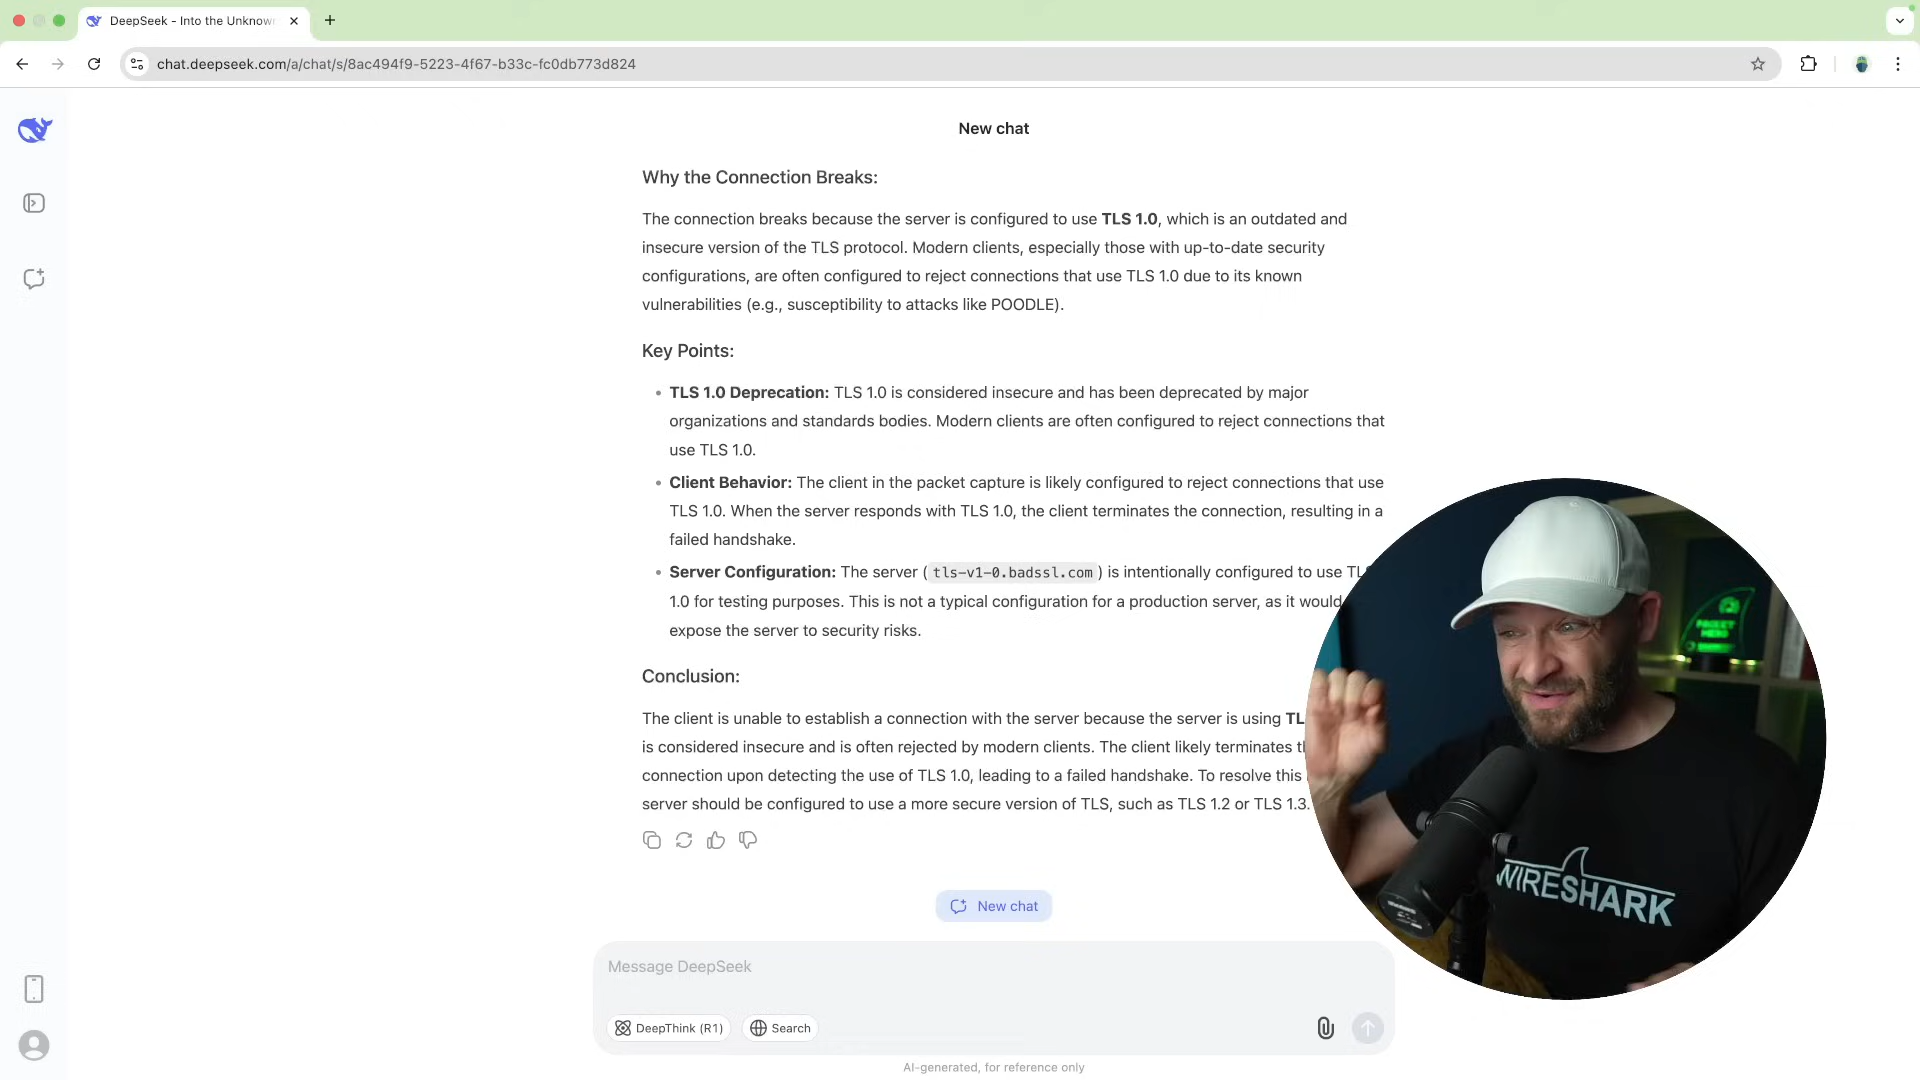 DeepSeek - Into the Unknow
chat.deepseek.com/a/chat/s/8ac494f9-5223-4f67-b33c-fc0db773d824
New chat
Why the Connection Breaks:
The connection breaks because the server is configured to use TLS 1.0, which is an outdated and
insecure version of the TLS protocol. Modern clients, especially those with up-to-date security
configurations, are often configured to reject connections that use TLS 1.0 due to its known
vulnerabilities (e.g., susceptibility to attacks like POODLE).
Key Points:
• TLS 1.0 Deprecation: TLS 1.0 is considered insecure and has been deprecated by major
organizations and standards bodies. Modern clients are often configured to reject connections that
use TLS 1.0.
• Client Behavior: The client in the packet capture is likely configured to reject connections that use
TLS 1.0. When the server responds with TLS 1.0, the client terminates the connection, resulting in a
failed handshake.
• Server Configuration: The server (tls-v1-0.badssl.com) is intentionally configured to use TLS
1.0 for testing purposes. This is not a typical configuration for a production server, as it would
expose the server to security risks.
Conclusion:
The client is unable to establish a connection with the server because the server is using
is considered insecure and is often rejected by modern clients. The client likely terminates
connection upon detecting the use of TLS 1.0, leading to a failed handshake. To resolve this
server should be configured to use a more secure version of TLS, such as TLS 1.2 or TLS 1.3.
PACKET
HERO
WIRESHARK
New chat
Message DeepSeek
DeepThink (R1)
Search
AI-generated, for reference only